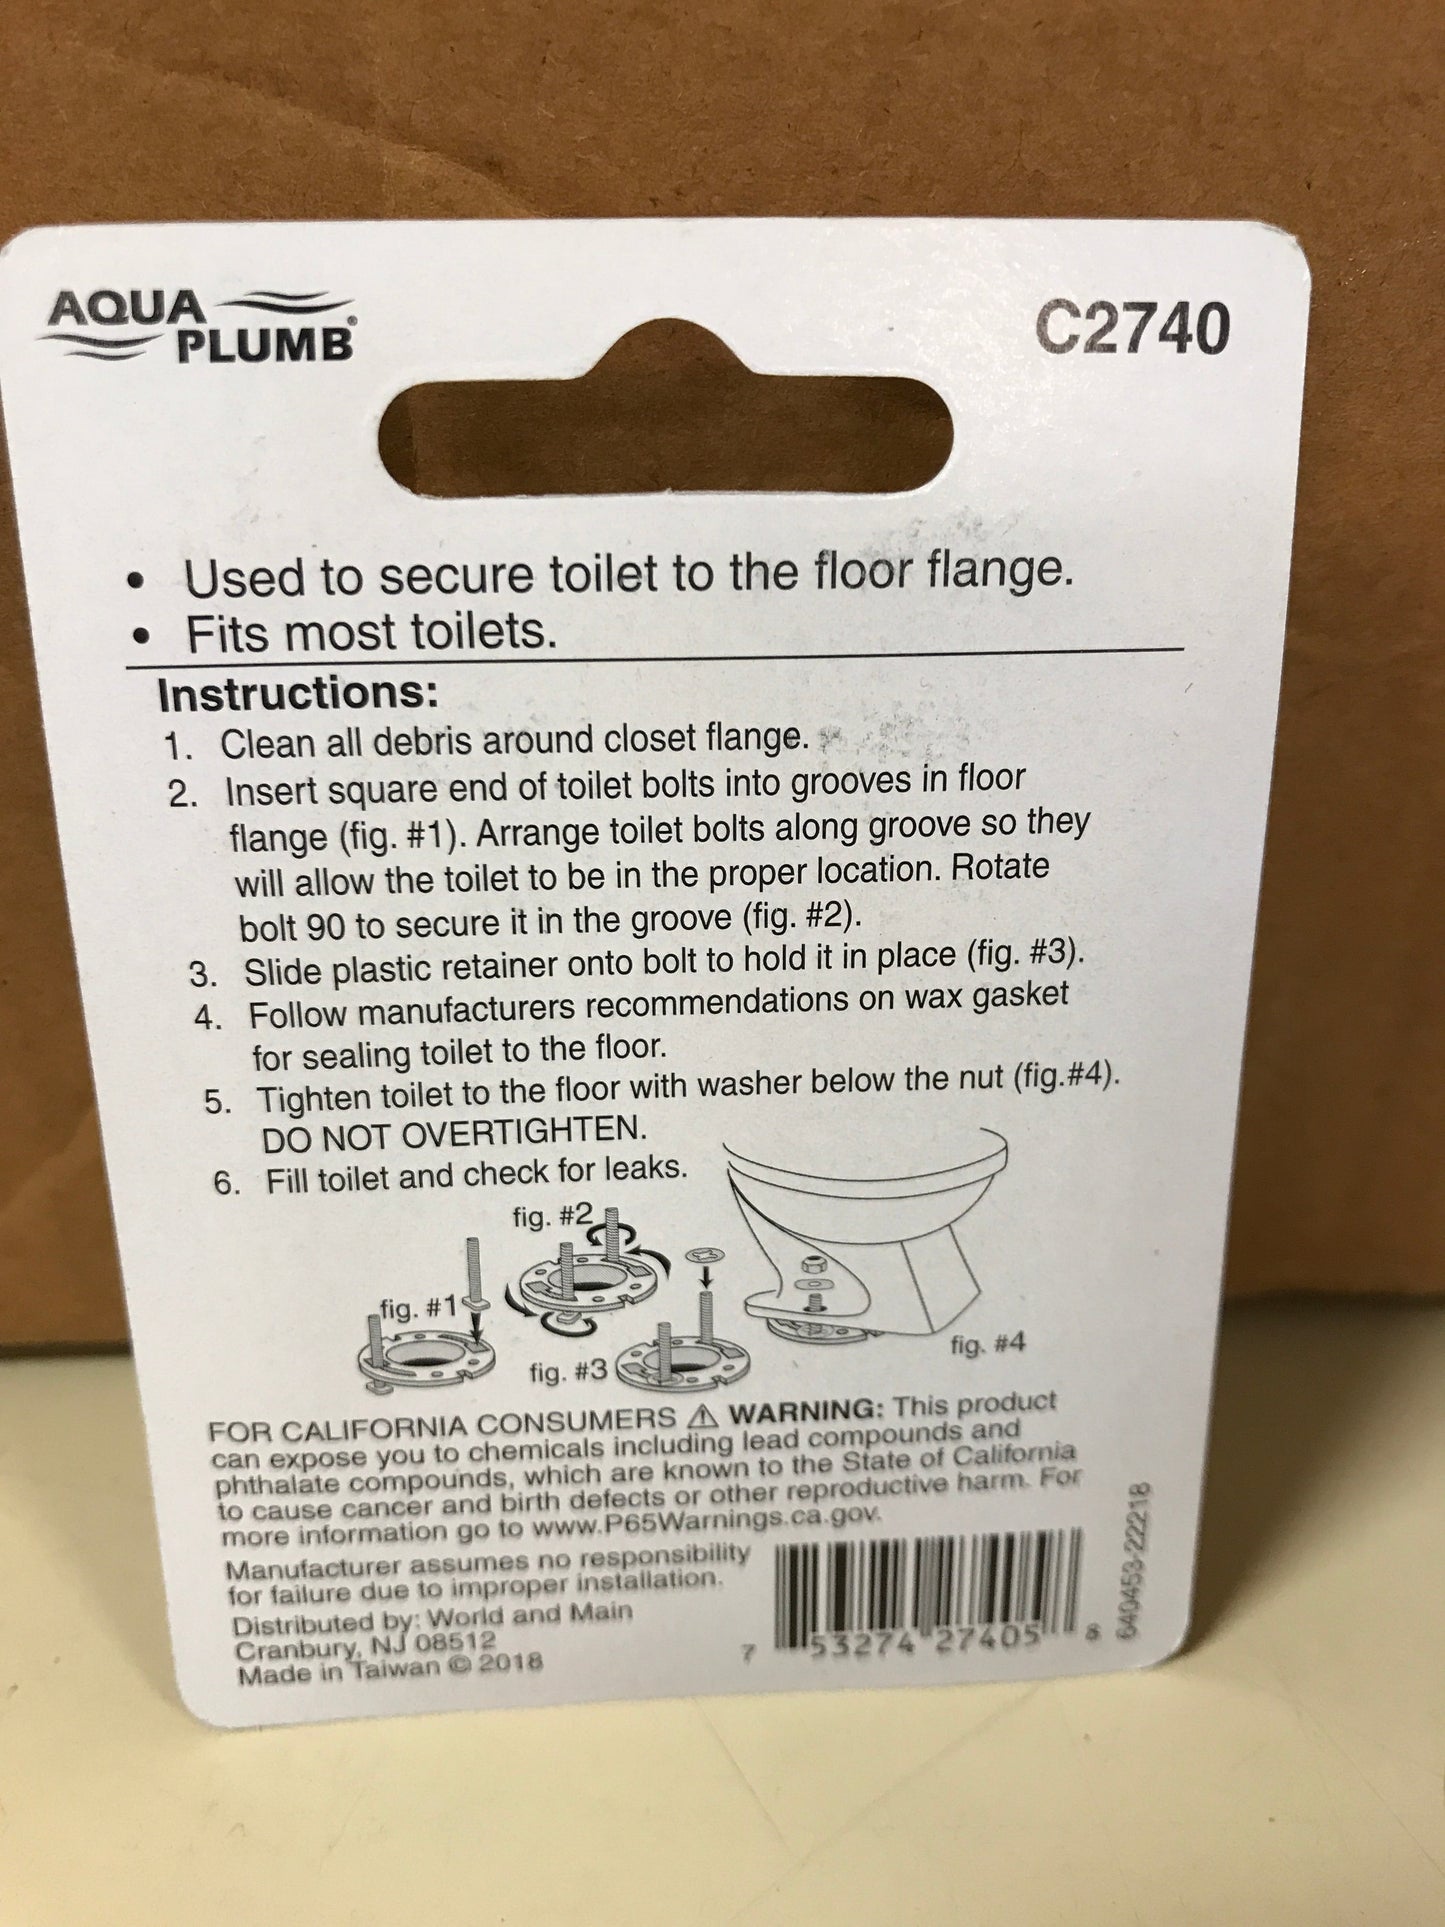 AQUA
PLUMB®
C2740
• Used to secure toilet to the floor flange.
• Fits most toilets.
Instructions:
1. Clean all debris around closet flange.
2. Insert square end of toilet bolts into grooves in floor
flange (fig. #1). Arrange toilet bolts along groove so they
will allow the toilet to be in the proper location. Rotate
bolt 90 to secure it in the groove (fig. #2).
3. Slide plastic retainer onto bolt to hold it in place (fig. #3).
4. Follow manufacturers recommendations on wax gasket
for sealing toilet to the floor.
5. Tighten toilet to the floor with washer below the nut (fig.#4).
DO NOT OVERTIGHTEN.
6. Fill toilet and check for leaks.
fig. #2
fig. #1
fig. #3
fig. #4
FOR CALIFORNIA CONSUMERS ⚠ WARNING: This product
can expose you to chemicals including lead compounds and
phthalate compounds, which are known to the State of California
to cause cancer and birth defects or other reproductive harm. For
more information go to www.P65Warnings.ca.gov.
Manufacturer assumes no responsibility
for failure due to improper installation.
Distributed by: World and Main
Cranbury, NJ 08512
Made in Taiwan © 2018
7 53274 27405 8
640453-22218